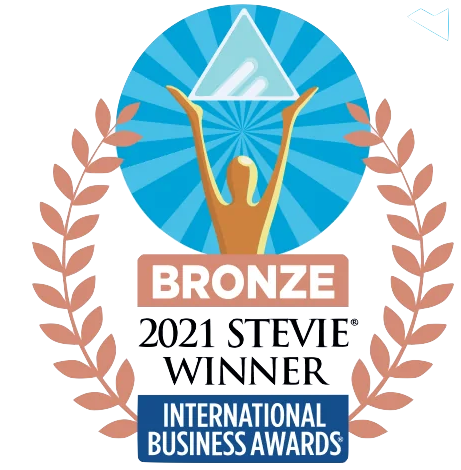 BRONZE
2021 STEVIE®
WINNER
INTERNATIONAL
BUSINESS AWARDS®